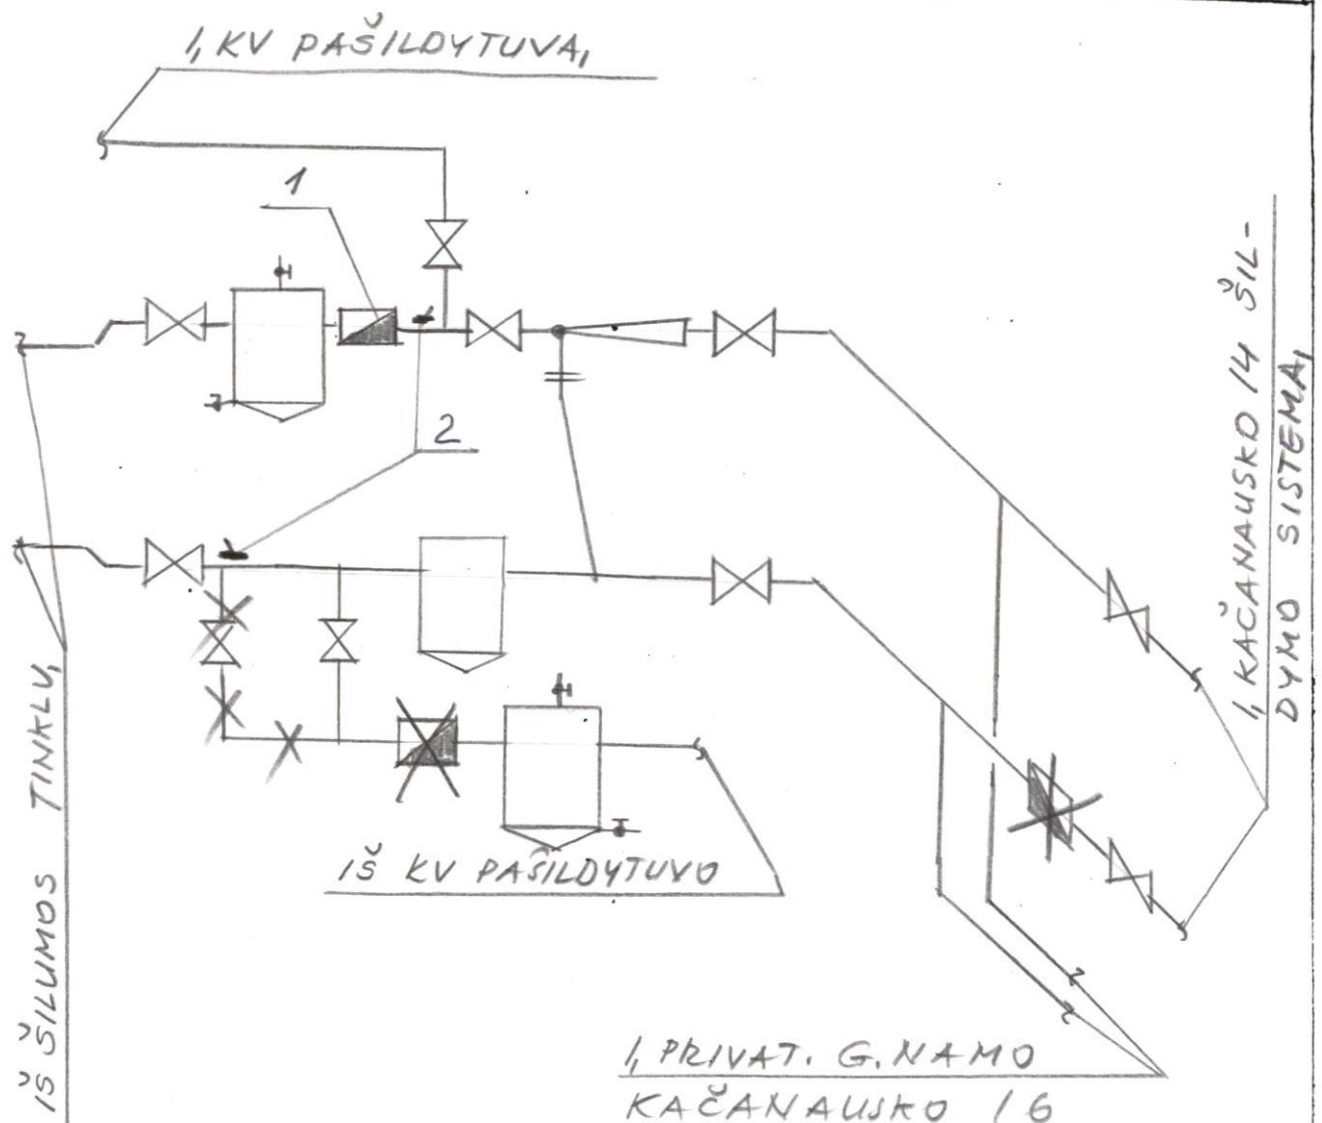 Į KV PAŠILDYTUVĄ
1
2
IŠ ŠILUMOS TINKLŲ
IŠ KV PAŠILDYTUVO
Į KAČANAUSKO 14 ŠIL-
DYMO SISTEMĄ
Į PRIVAT. G. NAMO
KAČANAUSKO 16